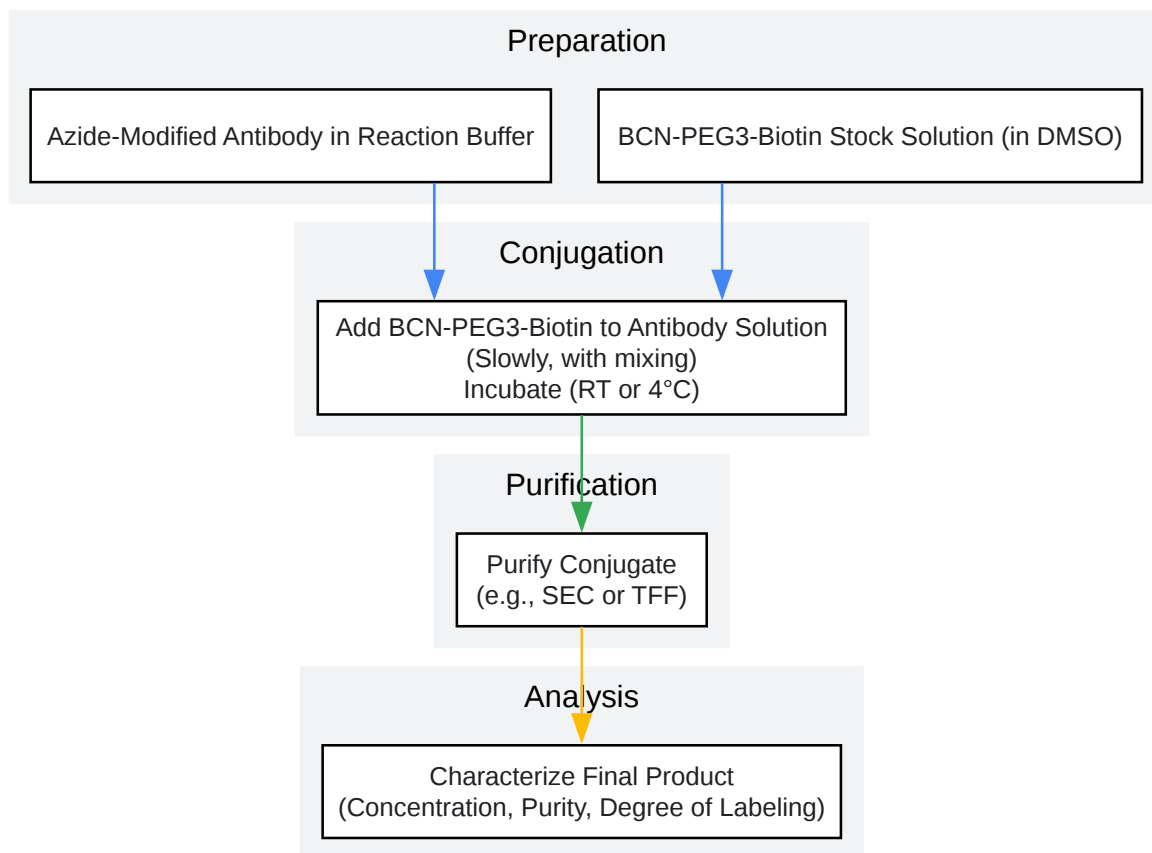 Preparation
Azide-Modified Antibody in Reaction Buffer
BCN-PEG3-Biotin Stock Solution (in DMSO)
Conjugation
Add BCN-PEG3-Biotin to Antibody Solution
(Slowly, with mixing)
Incubate (RT or 4°C)
Purification
Purify Conjugate
(e.g., SEC or TFF)
Analysis
Characterize Final Product
(Concentration, Purity, Degree of Labeling)